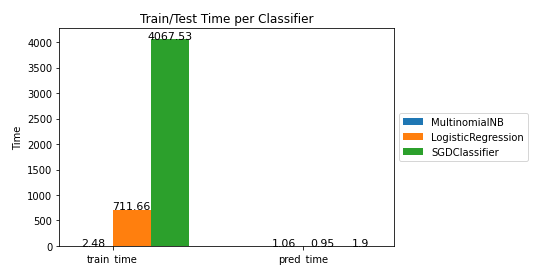 Train/Test Time per Classifier
Time
4000
3500
3000
2500
2000
1500
1000
500
0
2.48
711.66
4067.53
1.06
0.95
1.9
train_time
pred_time
MultinomialNB
LogisticRegression
SGDClassifier